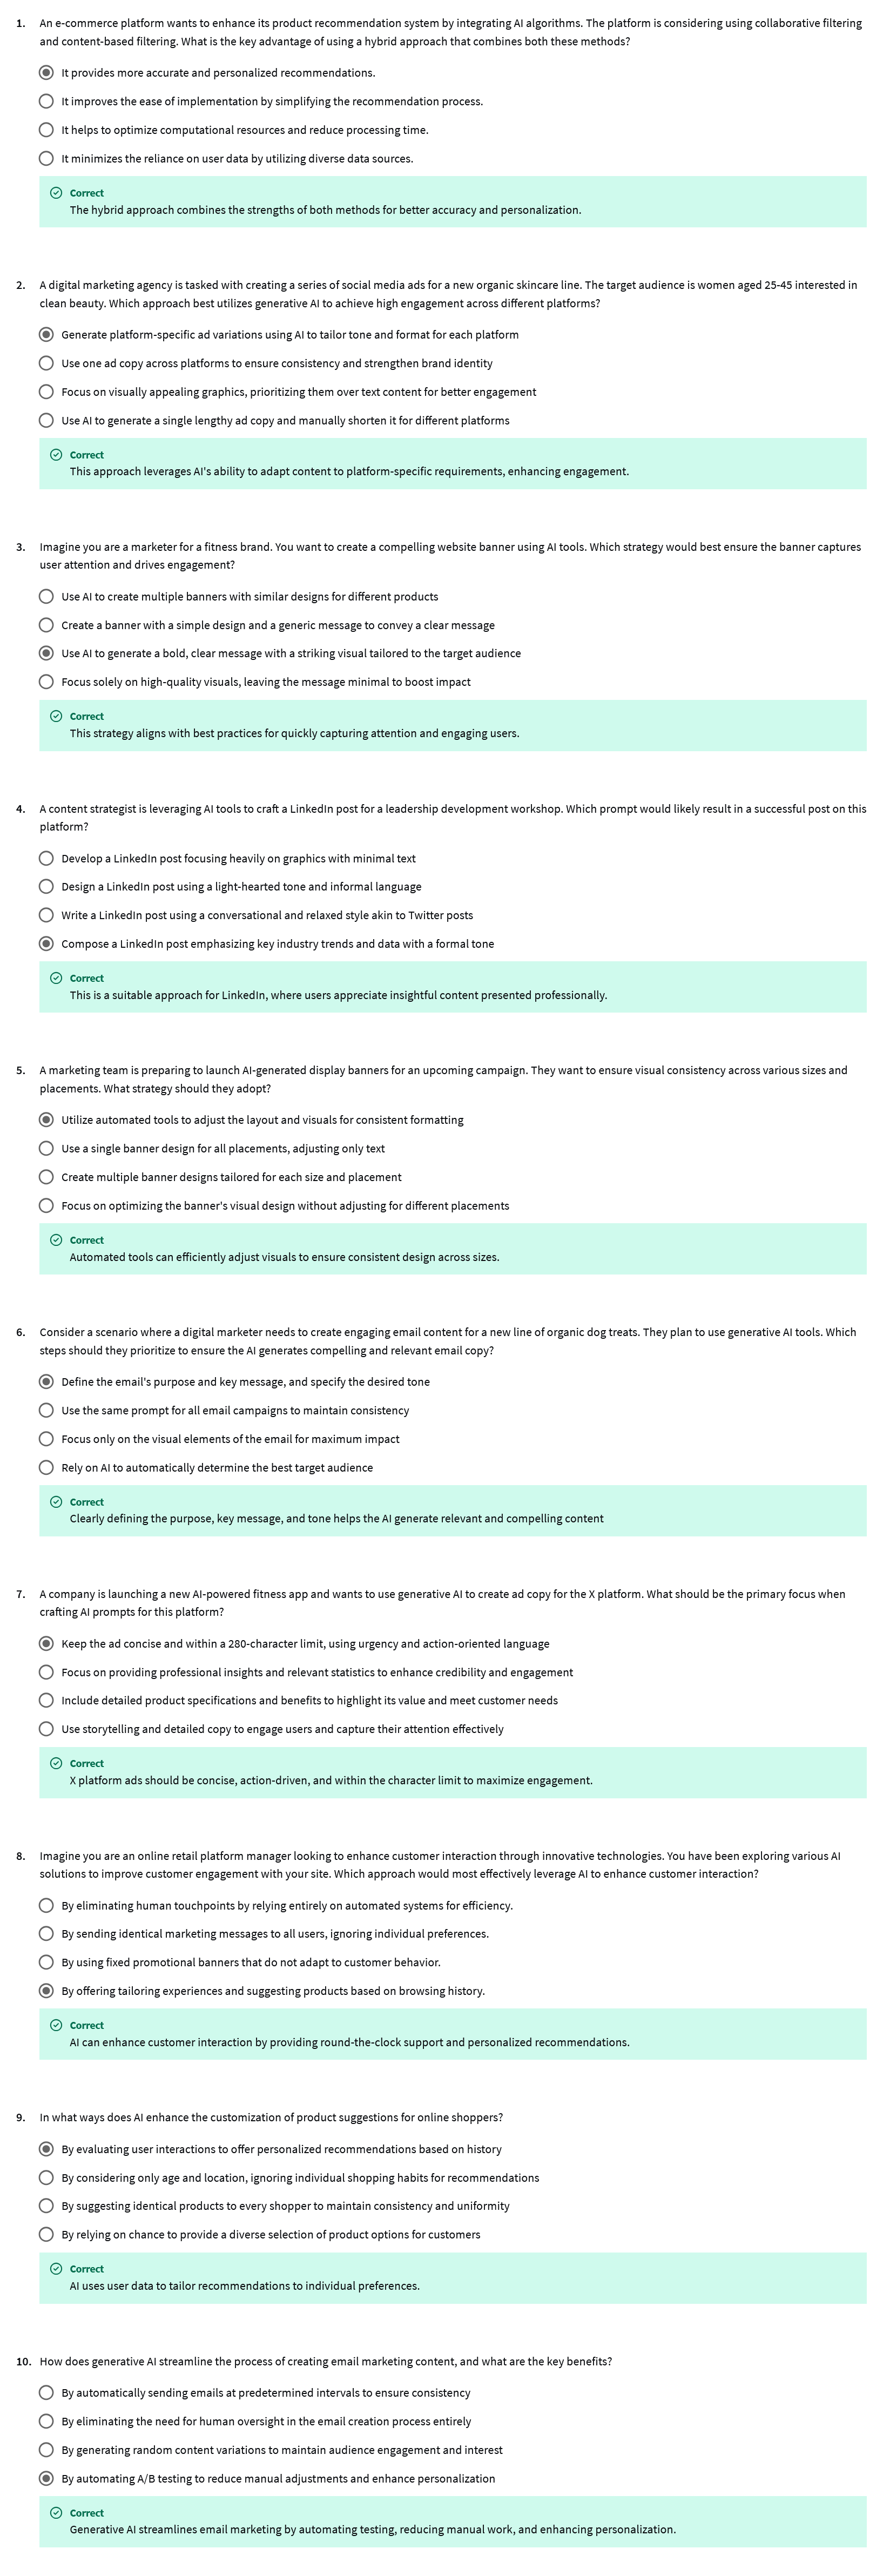 1. An e-commerce platform wants to enhance its product recommendation system by integrating AI algorithms. The platform is considering using collaborative filtering
and content-based filtering. What is the key advantage of using a hybrid approach that combines both these methods?
It provides more accurate and personalized recommendations.
It improves the ease of implementation by simplifying the recommendation process.
It helps to optimize computational resources and reduce processing time.
It minimizes the reliance on user data by utilizing diverse data sources.
Correct
The hybrid approach combines the strengths of both methods for better accuracy and personalization.
2. A digital marketing agency is tasked with creating a series of social media ads for a new organic skincare line. The target audience is women aged 25-45 interested in
clean beauty. Which approach best utilizes generative AI to achieve high engagement across different platforms?
Generate platform-specific ad variations using AI to tailor tone and format for each platform
Use one ad copy across platforms to ensure consistency and strengthen brand identity
Focus on visually appealing graphics, prioritizing them over text content for better engagement
Use AI to generate a single lengthy ad copy and manually shorten it for different platforms
Correct
This approach leverages AI's ability to adapt content to platform-specific requirements, enhancing engagement.
3. Imagine you are a marketer for a fitness brand. You want to create a compelling website banner using AI tools. Which strategy would best ensure the banner captures
user attention and drives engagement?
Use AI to create multiple banners with similar designs for different products
Create a banner with a simple design and a generic message to convey a clear message
Use AI to generate a bold, clear message with a striking visual tailored to the target audience
Focus solely on high-quality visuals, leaving the message minimal to boost impact
Correct
This strategy aligns with best practices for quickly capturing attention and engaging users.
4. A content strategist is leveraging AI tools to craft a LinkedIn post for a leadership development workshop. Which prompt would likely result in a successful post on this
platform?
Develop a LinkedIn post focusing heavily on graphics with minimal text
Design a LinkedIn post using a light-hearted tone and informal language
Write a LinkedIn post using a conversational and relaxed style akin to Twitter posts
Compose a LinkedIn post emphasizing key industry trends and data with a formal tone
Correct
This is a suitable approach for LinkedIn, where users appreciate insightful content presented professionally.
5. A marketing team is preparing to launch AI-generated display banners for an upcoming campaign. They want to ensure visual consistency across various sizes and
placements. What strategy should they adopt?
Utilize automated tools to adjust the layout and visuals for consistent formatting
Use a single banner design for all placements, adjusting only text
Create multiple banner designs tailored for each size and placement
Focus on optimizing the banner's visual design without adjusting for different placements
Correct
Automated tools can efficiently adjust visuals to ensure consistent design across sizes.
6. Consider a scenario where a digital marketer needs to create engaging email content for a new line of organic dog treats. They plan to use generative AI tools. Which
steps should they prioritize to ensure the AI generates compelling and relevant email copy?
Define the email's purpose and key message, and specify the desired tone
Use the same prompt for all email campaigns to maintain consistency
Focus only on the visual elements of the email for maximum impact
Rely on AI to automatically determine the best target audience
Correct
Clearly defining the purpose, key message, and tone helps the AI generate relevant and compelling content
7. A company is launching a new AI-powered fitness app and wants to use generative AI to create ad copy for the X platform. What should be the primary focus when
crafting AI prompts for this platform?
Keep the ad concise and within a 280-character limit, using urgency and action-oriented language
Focus on providing professional insights and relevant statistics to enhance credibility and engagement
Include detailed product specifications and benefits to highlight its value and meet customer needs
Use storytelling and detailed copy to engage users and capture their attention effectively
Correct
X platform ads should be concise, action-driven, and within the character limit to maximize engagement.
8. Imagine you are an online retail platform manager looking to enhance customer interaction through innovative technologies. You have been exploring various AI
solutions to improve customer engagement with your site. Which approach would most effectively leverage AI to enhance customer interaction?
By eliminating human touchpoints by relying entirely on automated systems for efficiency.
By sending identical marketing messages to all users, ignoring individual preferences.
By using fixed promotional banners that do not adapt to customer behavior.
By offering tailoring experiences and suggesting products based on browsing history.
Correct
AI can enhance customer interaction by providing round-the-clock support and personalized recommendations.
9. In what ways does AI enhance the customization of product suggestions for online shoppers?
By evaluating user interactions to offer personalized recommendations based on history
By considering only age and location, ignoring individual shopping habits for recommendations
By suggesting identical products to every shopper to maintain consistency and uniformity
By relying on chance to provide a diverse selection of product options for customers
Correct
AI uses user data to tailor recommendations to individual preferences.
10. How does generative AI streamline the process of creating email marketing content, and what are the key benefits?
By automatically sending emails at predetermined intervals to ensure consistency
By eliminating the need for human oversight in the email creation process entirely
By generating random content variations to maintain audience engagement and interest
By automating A/B testing to reduce manual adjustments and enhance personalization
Correct
Generative AI streamlines email marketing by automating testing, reducing manual work, and enhancing personalization.